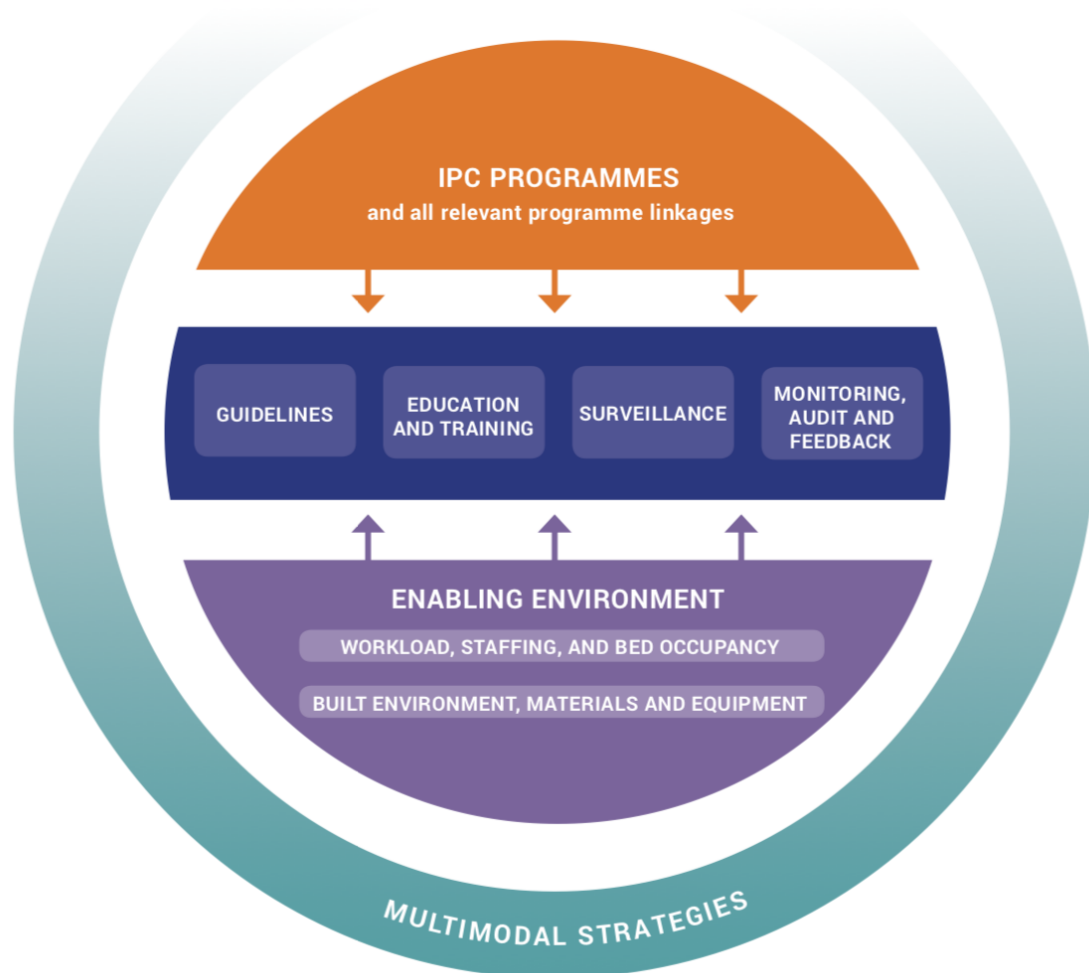 IPC PROGRAMMES
and all relevant programme linkages
GUIDELINES
EDUCATION
AND TRAINING
SURVEILLANCE
MONITORING,
AUDIT AND
FEEDBACK
ENABLING ENVIRONMENT
WORKLOAD, STAFFING, AND BED OCCUPANCY
BUILT ENVIRONMENT, MATERIALS AND EQUIPMENT
MULTIMODAL STRATEGIES